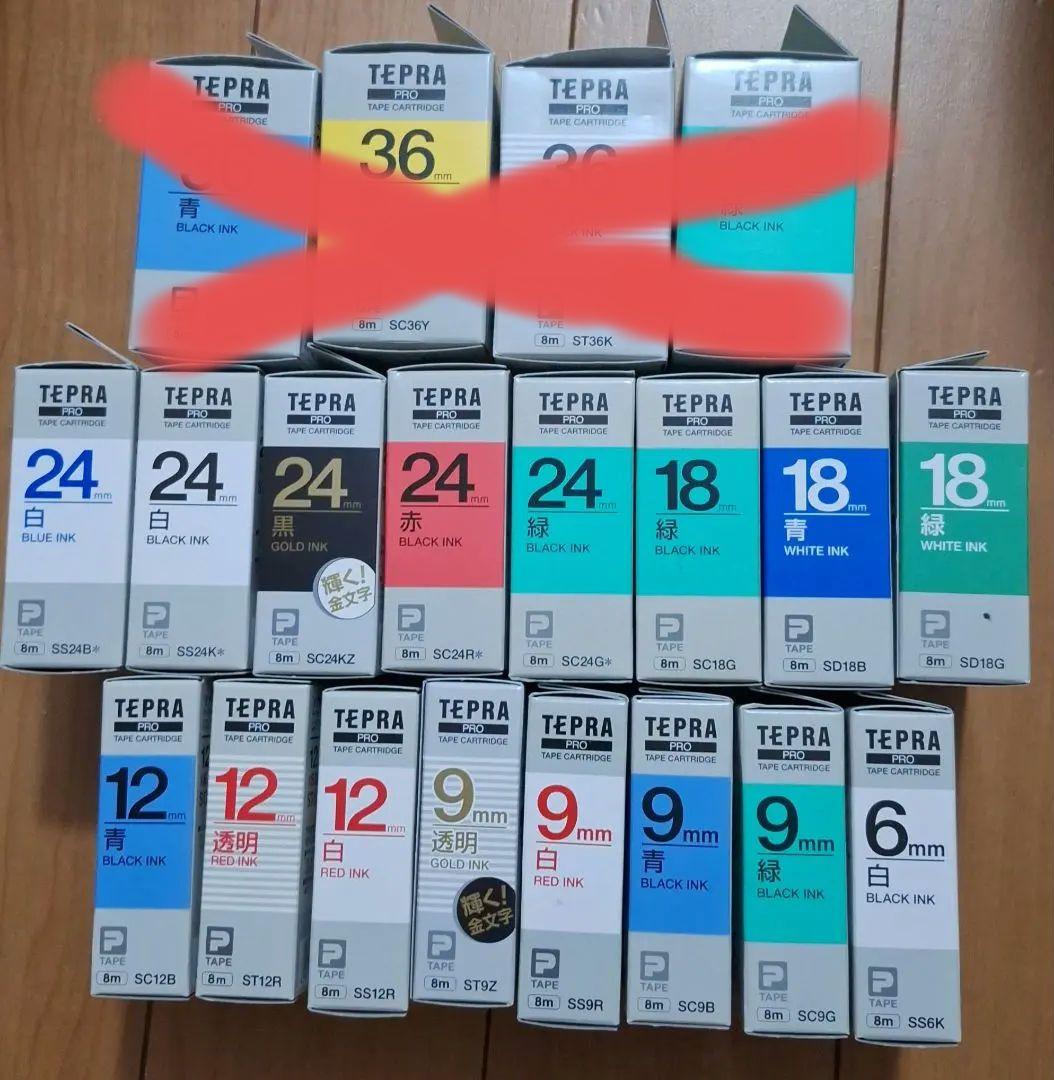 TEPRA
PRO
TAPE CARTRIDGE
青
BLACK INK
TEPRA
PRO
TAPE CARTRIDGE
36mm
8m SC36Y
TEPRA
PRO
TAPE CARTRIDGE
36
TAPE
8m ST36K
TEPRA
PRO
TAPE CARTRIDGE
緑
BLACK INK
TEPRA
PRO
TAPE CARTRIDGE
24mm
白
BLUE INK
TAPE
8m SS24B*
TEPRA
PRO
TAPE CARTRIDGE
24mm
白
BLACK INK
TAPE
8m SS24K*
TEPRA
PRO
TAPE CARTRIDGE
24mm
黒
GOLD INK
輝く!
金文字
TAPE
8m SC24KZ
TEPRA
PRO
TAPE CARTRIDGE
24mm
赤
BLACK INK
TAPE
8m SC24R*
TEPRA
PRO
TAPE CARTRIDGE
24mm
緑
BLACK INK
TAPE
8m SC24G*
TEPRA
PRO
TAPE CARTRIDGE
18mm
緑
BLACK INK
TAPE
8m SC18G
TEPRA
PRO
TAPE CARTRIDGE
18mm
青
WHITE INK
TAPE
8m SD18B
TEPRA
PRO
TAPE CARTRIDGE
18mm
緑
WHITE INK
TAPE
8m SD18G
TEPRA
PRO
TAPE CARTRIDGE
12mm
青
BLACK INK
TAPE
8m SC12B
TEPRA
PRO
TAPE CARTRIDGE
12mm
透明
RED INK
TAPE
8m ST12R
TEPRA
PRO
TAPE CARTRIDGE
12mm
白
RED INK
TAPE
8m SS12R
TEPRA
PRO
TAPE CARTRIDGE
9mm
透明
GOLD INK
輝く!
金文字
TAPE
8m ST9Z
TEPRA
PRO
TAPE CARTRIDGE
9mm
白
RED INK
TAPE
8m SS9R
TEPRA
PRO
TAPE CARTRIDGE
9mm
青
BLACK INK
TAPE
8m SC9B
TEPRA
PRO
TAPE CARTRIDGE
9mm
緑
BLACK INK
TAPE
8m SC9G
TEPRA
PRO
TAPE CARTRIDGE
6mm
白
BLACK INK
TAPE
8m SS6K